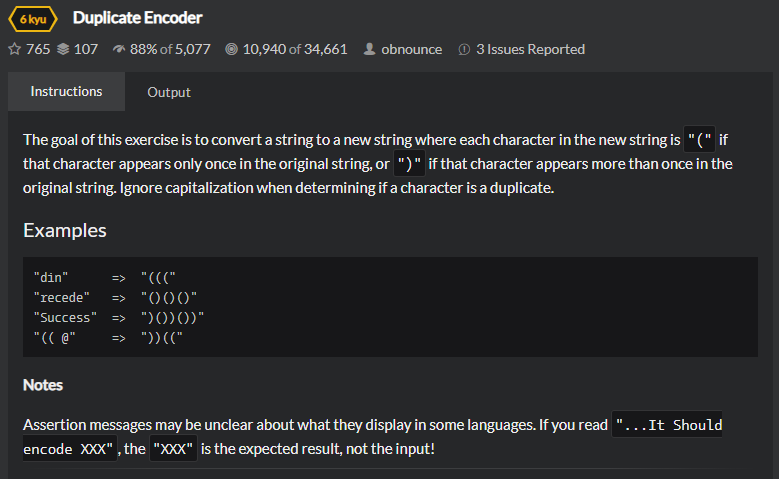 6 kyu Duplicate Encoder
765 107 88% of 5,077 10,940 of 34,661 obnounce 3 Issues Reported
Instructions Output
The goal of this exercise is to convert a string to a new string where each character in the new string is "(" if
that character appears only once in the original string, or ")" if that character appears more than once in the
original string. Ignore capitalization when determining if a character is a duplicate.
Examples
"din" => "((("
"recede" => "()()()"
"Success" => ")())())"
"(( @" => "))(("
Notes
Assertion messages may be unclear about what they display in some languages. If you read "...It Should
encode XXX", the "XXX" is the expected result, not the input!